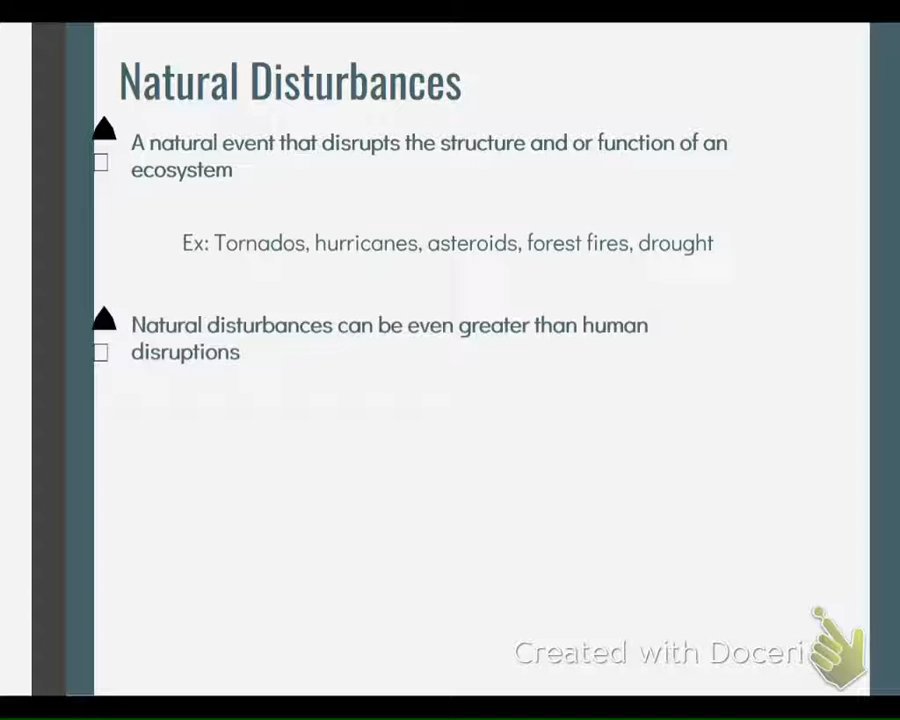 Natural Disturbances
A natural event that disrupts the structure and or function of an
ecosystem
Ex: Tornados, hurricanes, asteroids, forest fires, drought
Natural disturbances can be even greater than human
disruptions
Created with Doceri